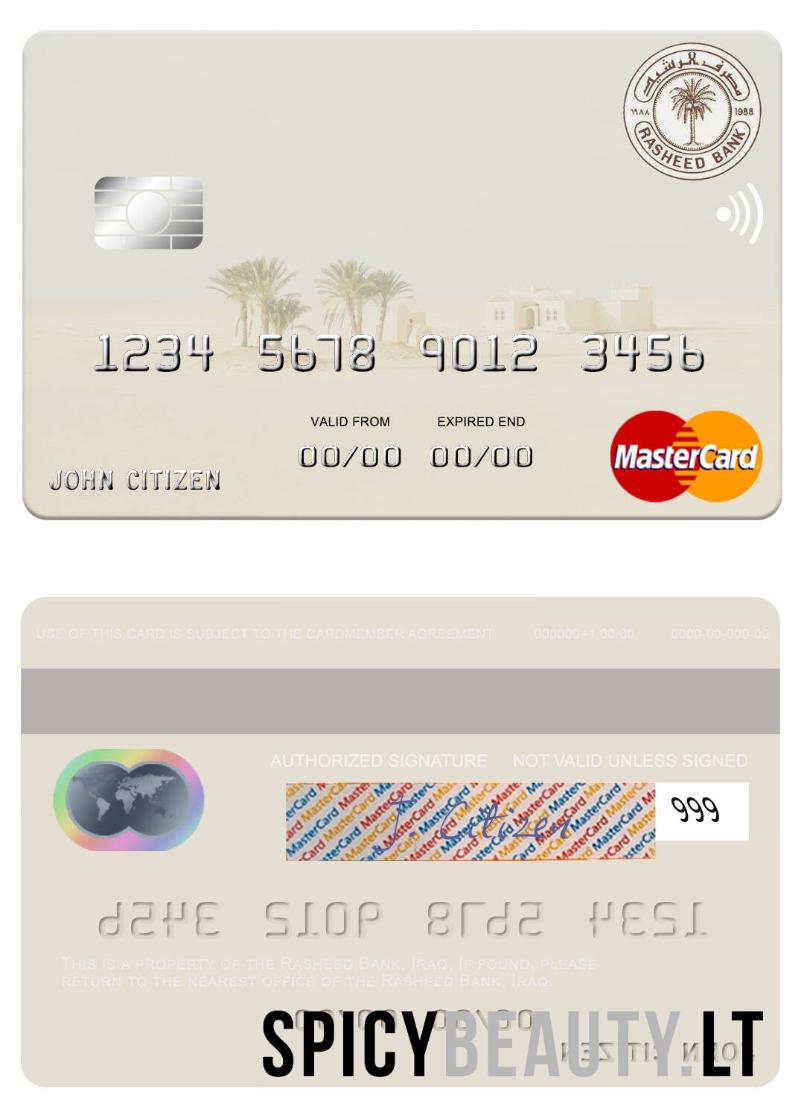 مصرف الرشيد
١٩٨٨ 1988
RASHEED BANK
1234 5678 9012 3456
VALID FROM EXPIRED END
00/00 00/00
JOHN CITIZEN
MasterCard
USE OF THIS CARD IS SUBJECT TO THE CARDMEMBER AGREEMENT 000000+1 00/00 0000-00-000-00
AUTHORIZED SIGNATURE NOT VALID UNLESS SIGNED
J. Citizen 999
THIS IS A PROPERTY OF THE RASHEED BANK, IRAQ. IF FOUND, PLEASE
RETURN TO THE NEAREST OFFICE OF THE RASHEED BANK, IRAQ.
SPICYBEAUTY.LT